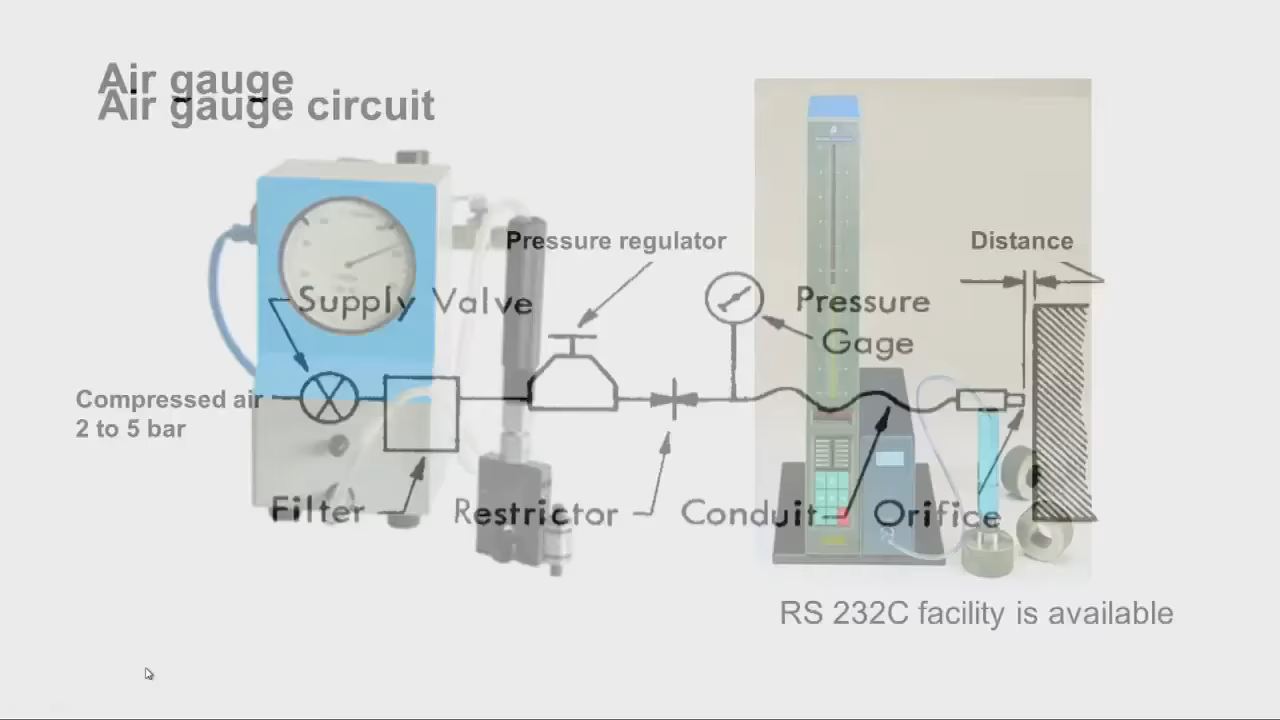 Air gauge
Air gauge circuit
Pressure regulator
Distance
Supply Valve
Pressure
Gage
Compressed air
2 to 5 bar
Filter
Restrictor
Conduit
Orifice
RS 232C facility is available